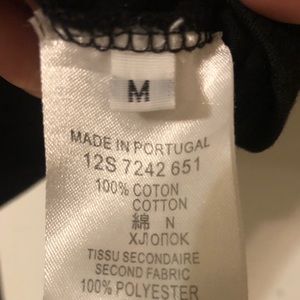 M
MADE IN PORTUGAL
12S 7242 651
100% COTON
COTTON
綿 N
ХЛОПОК
TISSU SECONDAIRE
SECOND FABRIC
100% POLYESTER